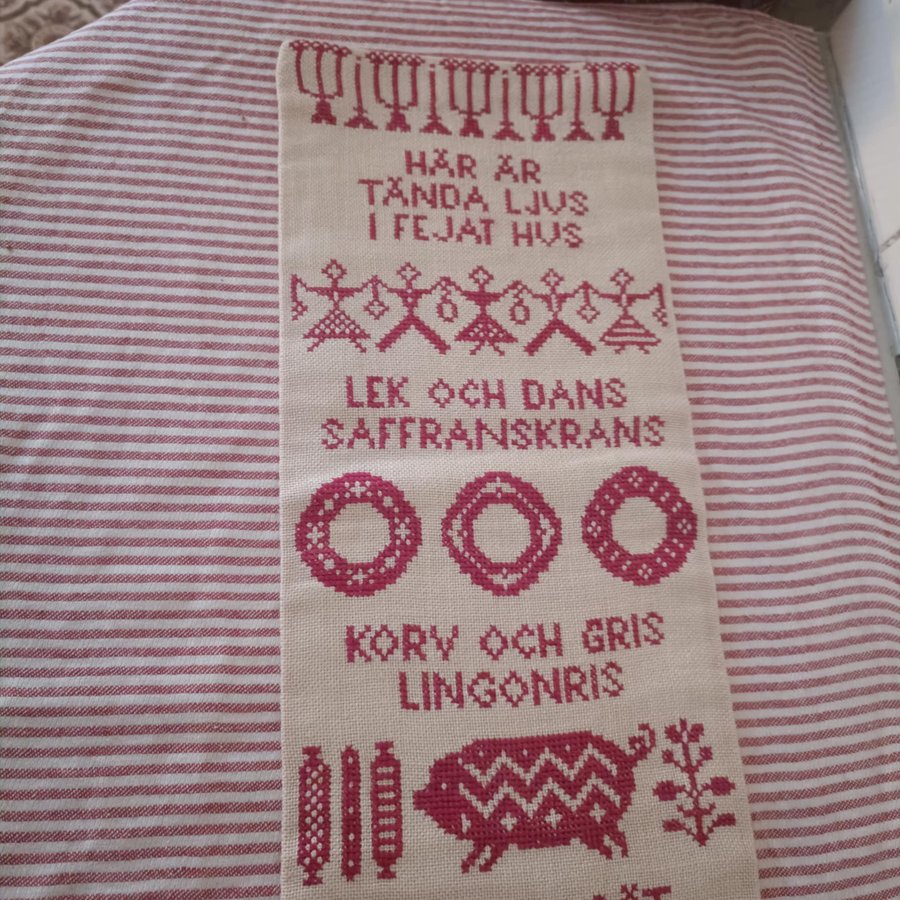 HÄR ÄR
TÄNDA LJUS
I FEJAT HUS
LEK OCH DANS
SAFFRANSKRANS
KORV OCH GRIS
LINGONRIS